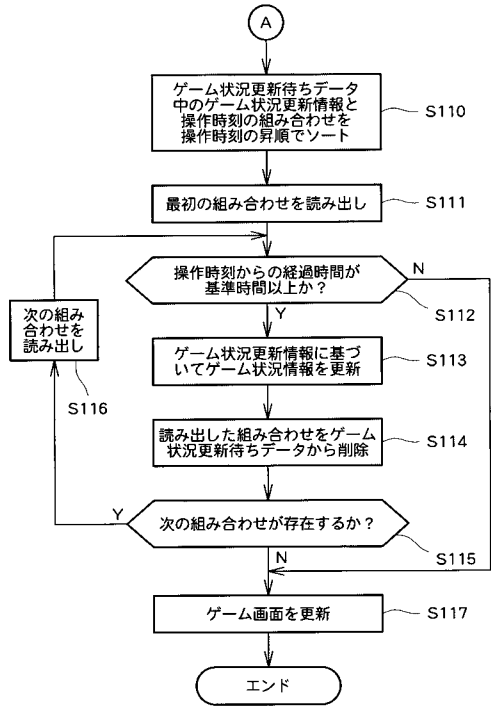 A
ゲーム状況更新待ちデータ
中のゲーム状況更新情報と
操作時刻の組み合わせを
操作時刻の昇順でソート
S110
最初の組み合わせを読み出し
S111
操作時刻からの経過時間が
基準時間以上か?
N
S112
Y
次の組み
合わせを
読み出し
S116
ゲーム状況更新情報に基づ
いてゲーム状況情報を更新
S113
読み出した組み合わせをゲーム
状況更新待ちデータから削除
S114
Y
次の組み合わせが存在するか?
S115
N
ゲーム画面を更新
S117
エンド